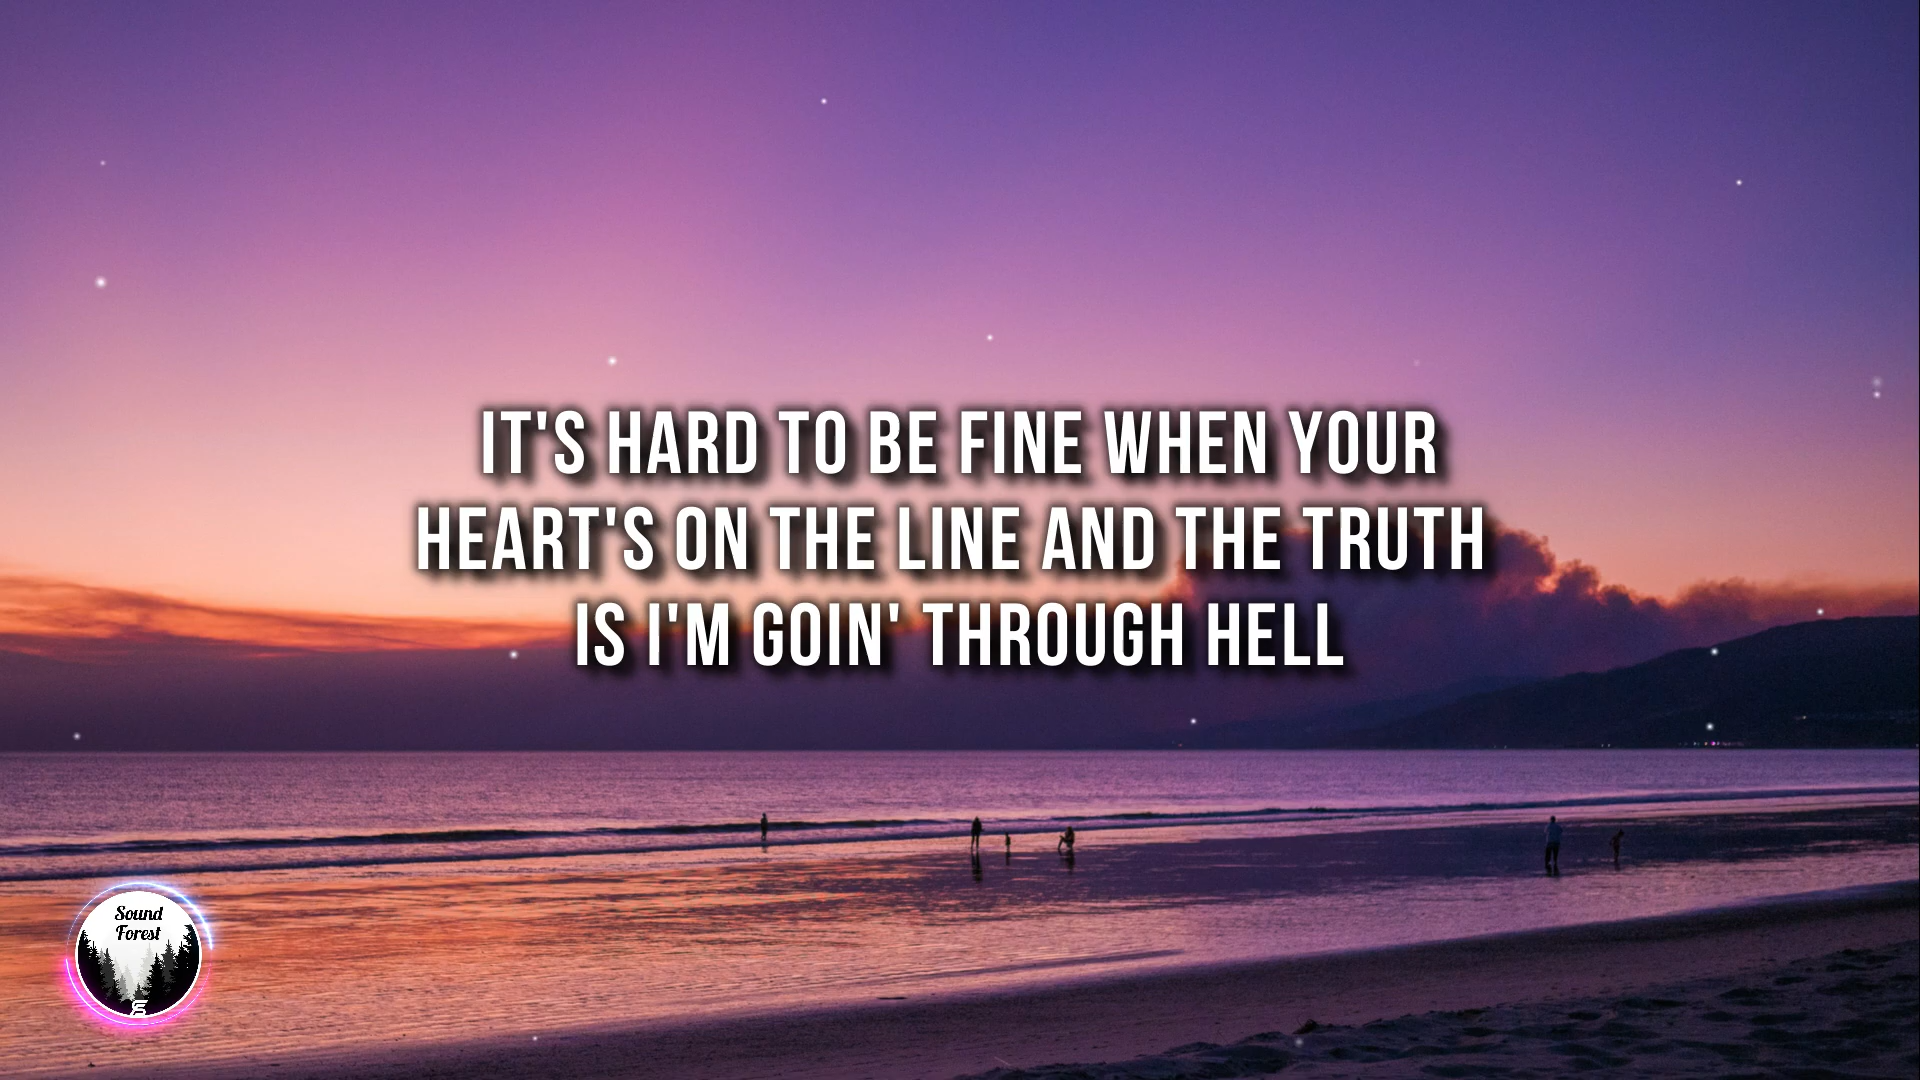 IT'S HARD TO BE FINE WHEN YOUR
HEART'S ON THE LINE AND THE TRUTH
IS I'M GOIN' THROUGH HELL
Sound
Forest